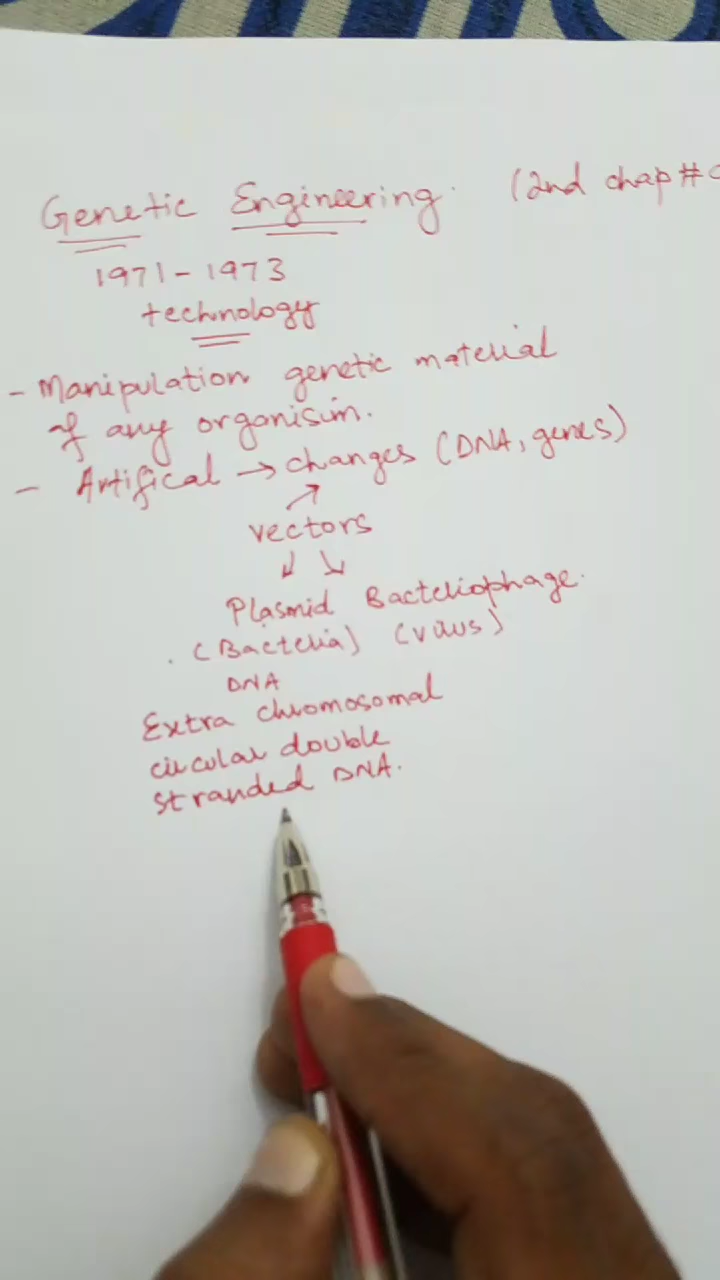 Genetic Engineering. (2nd chap #
1971 - 1973
technology
- Manipulation genetic material
of any organisim.
- Artifical → changes (DNA, genes)
vectors
Plasmid Bacteriophage.
(Bacteria) (virus)
DNA
Extra chromosomal
circular double
stranded DNA.